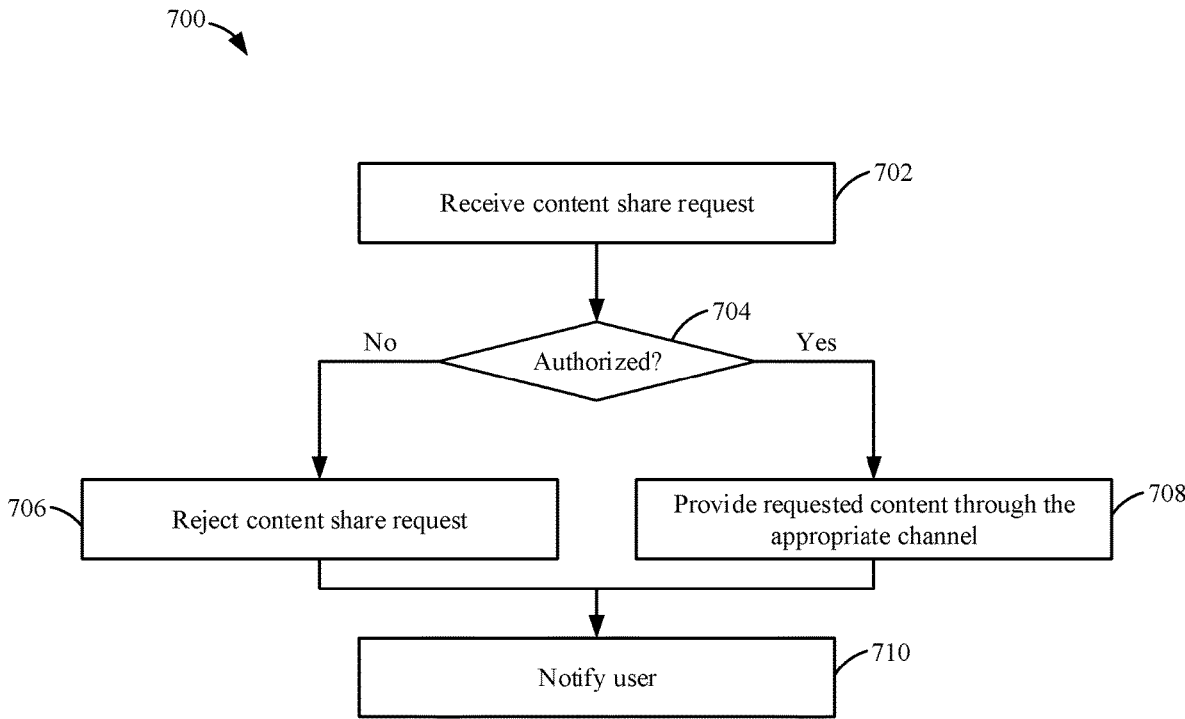 700
702
Receive content share request
704
No
Yes
Authorized?
706
Reject content share request
Provide requested content through the
appropriate channel
708
Notify user
710